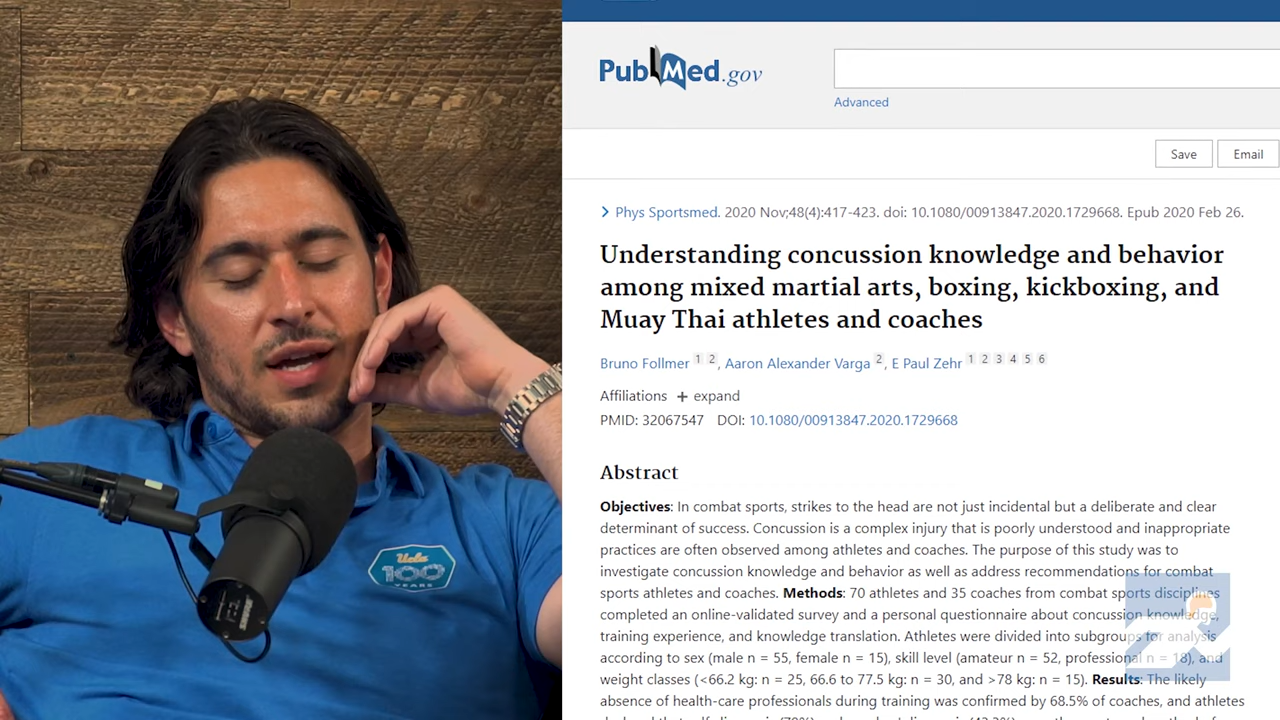 PubMed.gov
Advanced
Save
Email
Phys Sportsmed. 2020 Nov;48(4):417-423. doi: 10.1080/00913847.2020.1729668. Epub 2020 Feb 26.
Understanding concussion knowledge and behavior
among mixed martial arts, boxing, kickboxing, and
Muay Thai athletes and coaches
Bruno Follmer 1 2, Aaron Alexander Varga 2, E Paul Zehr 1 2 3 4 5 6
Affiliations + expand
PMID: 32067547 DOI: 10.1080/00913847.2020.1729668
Abstract
Objectives: In combat sports, strikes to the head are not just incidental but a deliberate and clear
determinant of success. Concussion is a complex injury that is poorly understood and inappropriate
practices are often observed among athletes and coaches. The purpose of this study was to
investigate concussion knowledge and behavior as well as address recommendations for combat
sports athletes and coaches. Methods: 70 athletes and 35 coaches from combat sports disciplines
completed an online-validated survey and a personal questionnaire about concussion knowledge,
training experience, and knowledge translation. Athletes were divided into subgroups for analysis
according to sex (male n = 55, female n = 15), skill level (amateur n = 52, professional n = 18), and
weight classes (<66.2 kg: n = 25, 66.6 to 77.5 kg: n = 30, and >78 kg: n = 15). Results: The likely
absence of health-care professionals during training was confirmed by 68.5% of coaches, and athletes
Ucla
100
YEARS